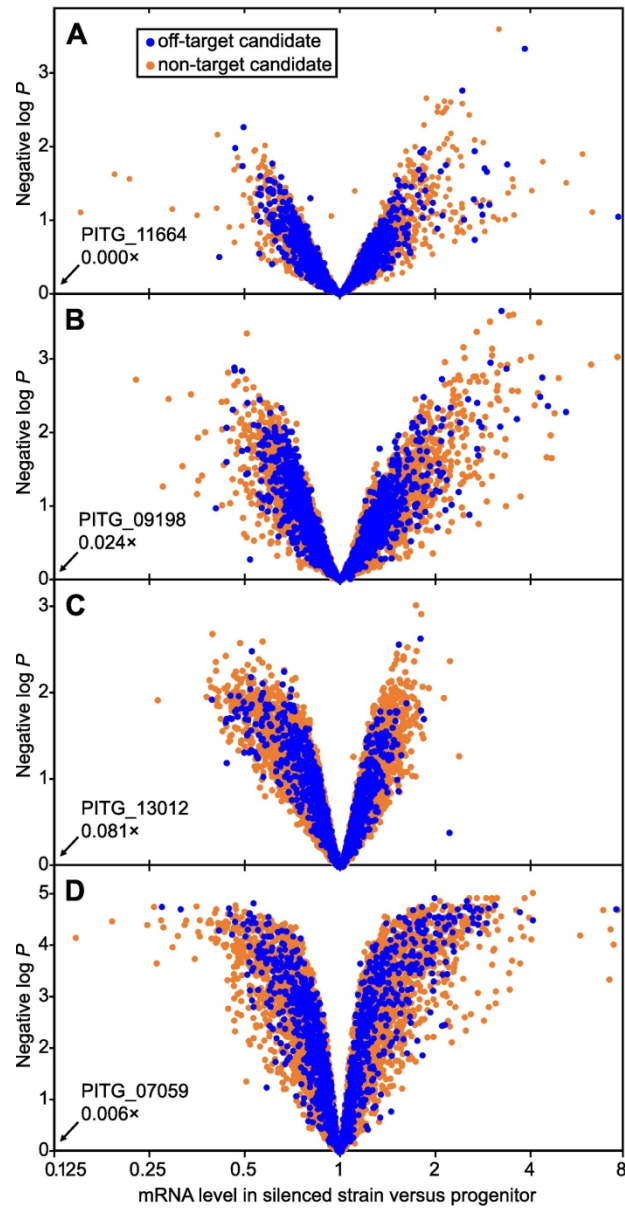 A
off-target candidate
non-target candidate
Negative log P
3
2
1
0
PITG_11664
0.000×
B
Negative log P
3
2
1
0
PITG_09198
0.024×
C
Negative log P
3
2
1
0
PITG_13012
0.081×
D
Negative log P
5
4
3
2
1
0
PITG_07059
0.006×
0.125 0.25 0.5 1 2 4 8
mRNA level in silenced strain versus progenitor